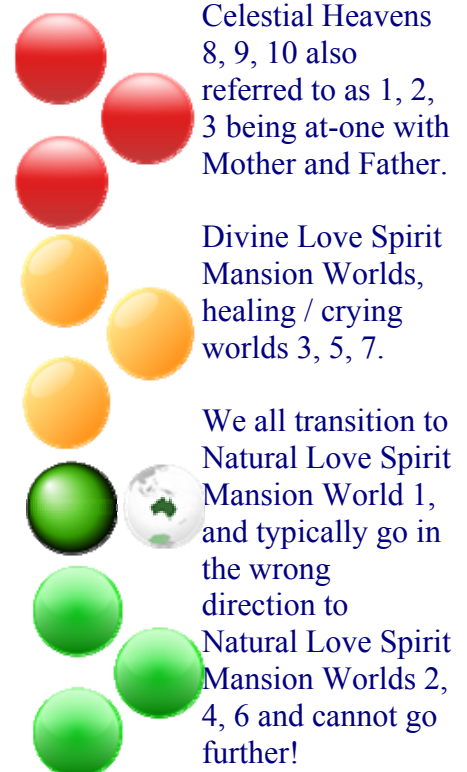 Celestial Heavens
8, 9, 10 also
referred to as 1, 2,
3 being at-one with
Mother and Father.
Divine Love Spirit
Mansion Worlds,
healing / crying
worlds 3, 5, 7.
We all transition to
Natural Love Spirit
Mansion World 1,
and typically go in
the wrong
direction to
Natural Love Spirit
Mansion Worlds 2,
4, 6 and cannot go
further!